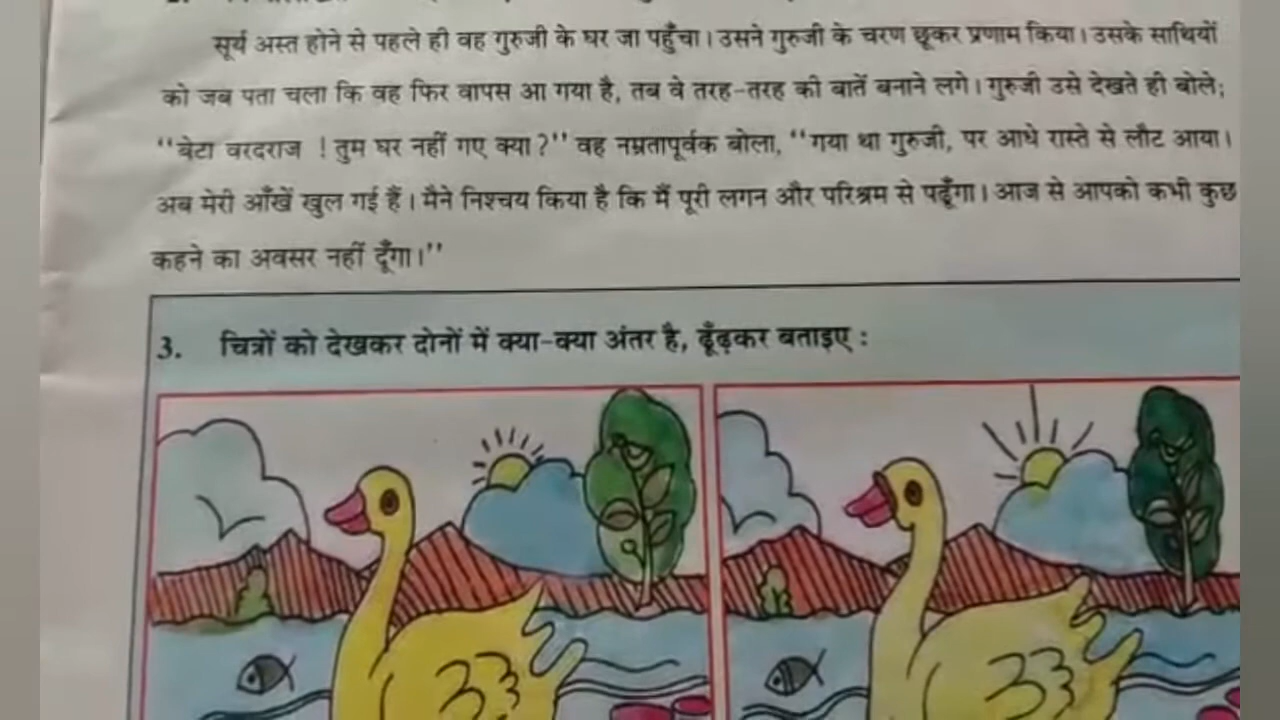 सूर्य अस्त होने से पहले ही वह गुरुजी के घर जा पहुँचा। उसने गुरुजी के चरण छूकर प्रणाम किया। उसके साथियों
को जब पता चला कि वह फिर वापस आ गया है, तब वे तरह-तरह की बातें बनाने लगे। गुरुजी उसे देखते ही बोले;
“बेटा वरदराज ! तुम घर नहीं गए क्या?” वह नम्रतापूर्वक बोला, “गया था गुरुजी, पर आधे रास्ते से लौट आया।
अब मेरी आँखें खुल गई हैं। मैने निश्चय किया है कि मैं पूरी लगन और परिश्रम से पढूँगा। आज से आपको कभी कुछ
कहने का अवसर नहीं दूँगा।”
3. चित्रों को देखकर दोनों में क्या-क्या अंतर है, ढूँढ़कर बताइए :